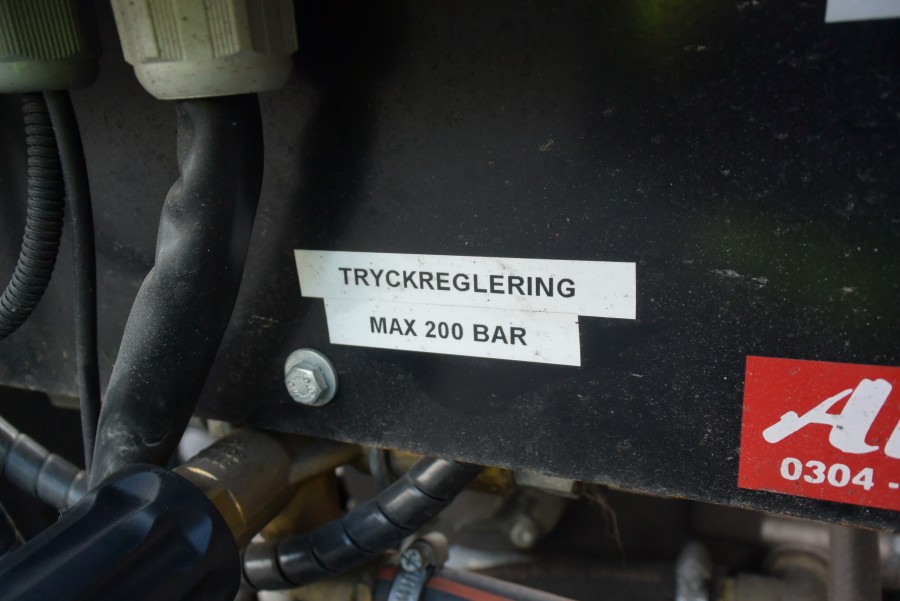 TRYCKREGLERING
MAX 200 BAR
0304 -